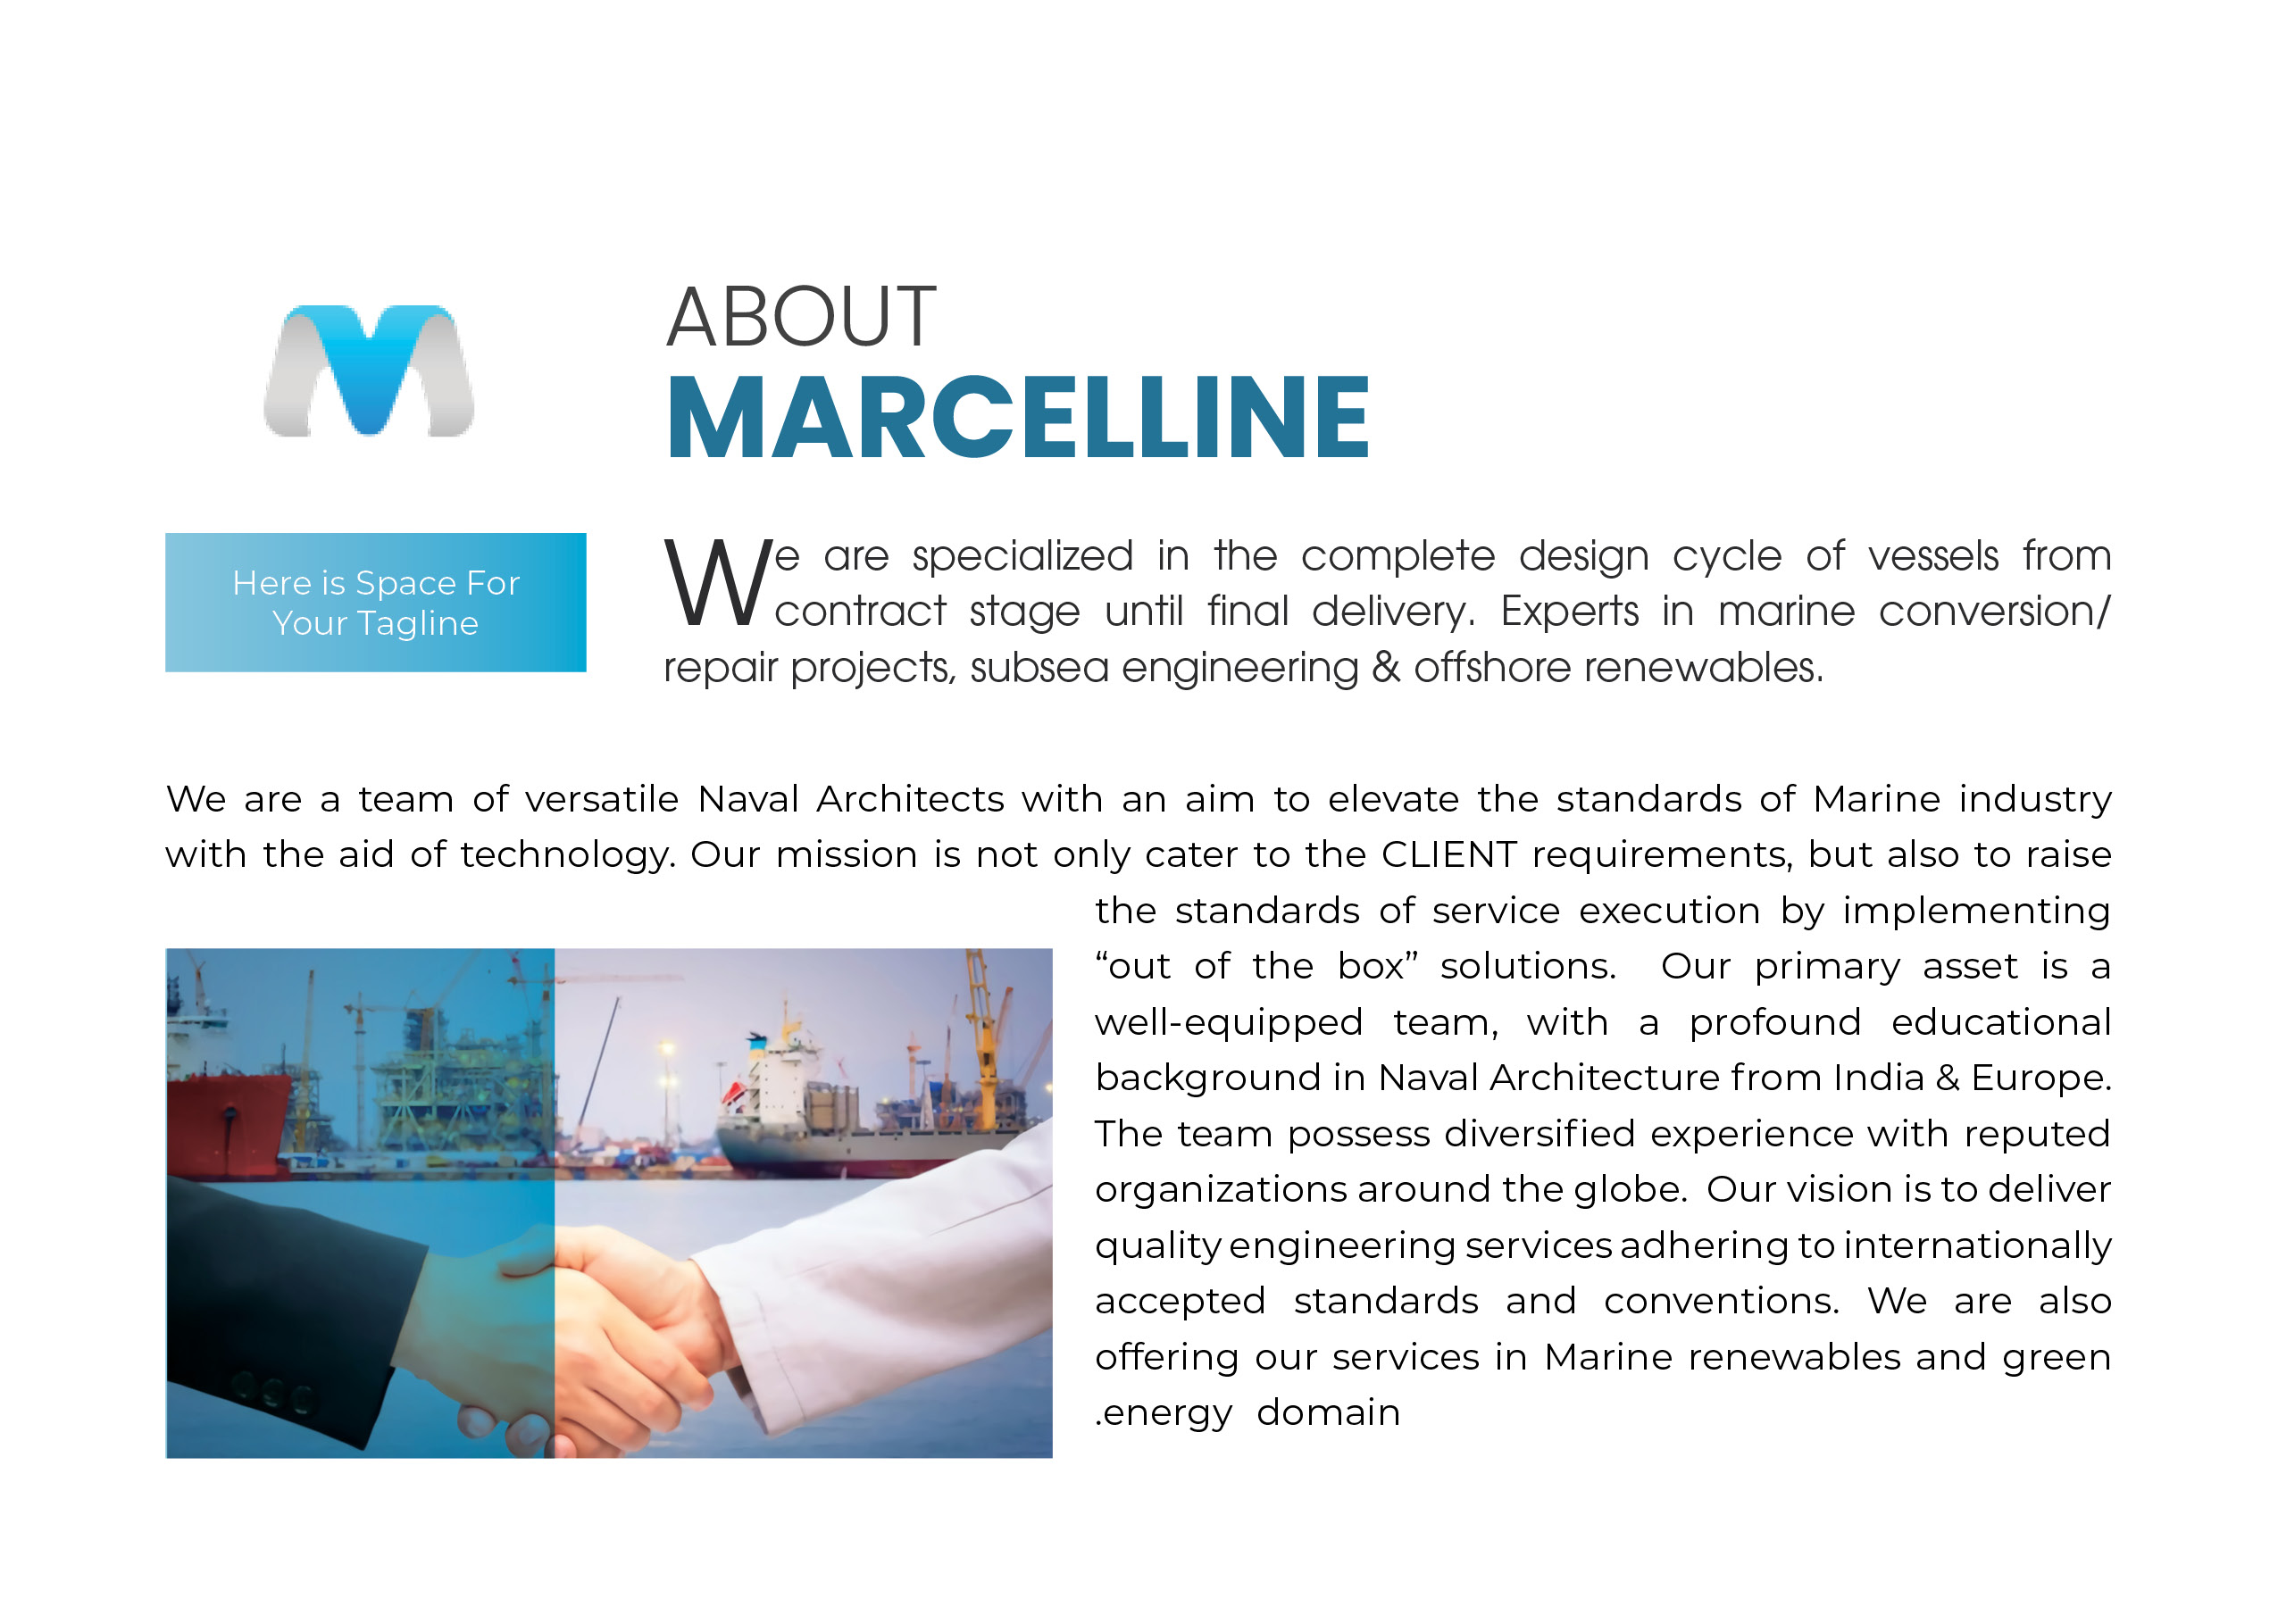 ABOUT
MARCELLINE
Here is Space For
Your Tagline
We are specialized in the complete design cycle of vessels from
contract stage until final delivery. Experts in marine conversion/
repair projects, subsea engineering & offshore renewables.
We are a team of versatile Naval Architects with an aim to elevate the standards of Marine industry
with the aid of technology. Our mission is not only cater to the CLIENT requirements, but also to raise
the standards of service execution by implementing
“out of the box” solutions.  Our primary asset is a
well-equipped team, with a profound educational
background in Naval Architecture from India & Europe.
The team possess diversified experience with reputed
organizations around the globe.  Our vision is to deliver
quality engineering services adhering to internationally
accepted standards and conventions. We are also
offering our services in Marine renewables and green
.energy  domain